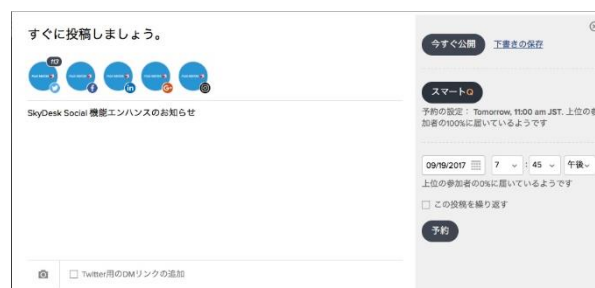 すぐに投稿しましょう。
117
SkyDesk Social 機能エンハンスのお知らせ
Twitter用のDMリンクの追加
今すぐ公開 下書きの保存
スマートQ
予約の設定： Tomorrow, 11:00 am JST. 上位の参
加者の100%に届いているようです
09/19/2017 7 : 45 午後
上位の参加者の0%に届いているようです
この投稿を繰り返す
予約